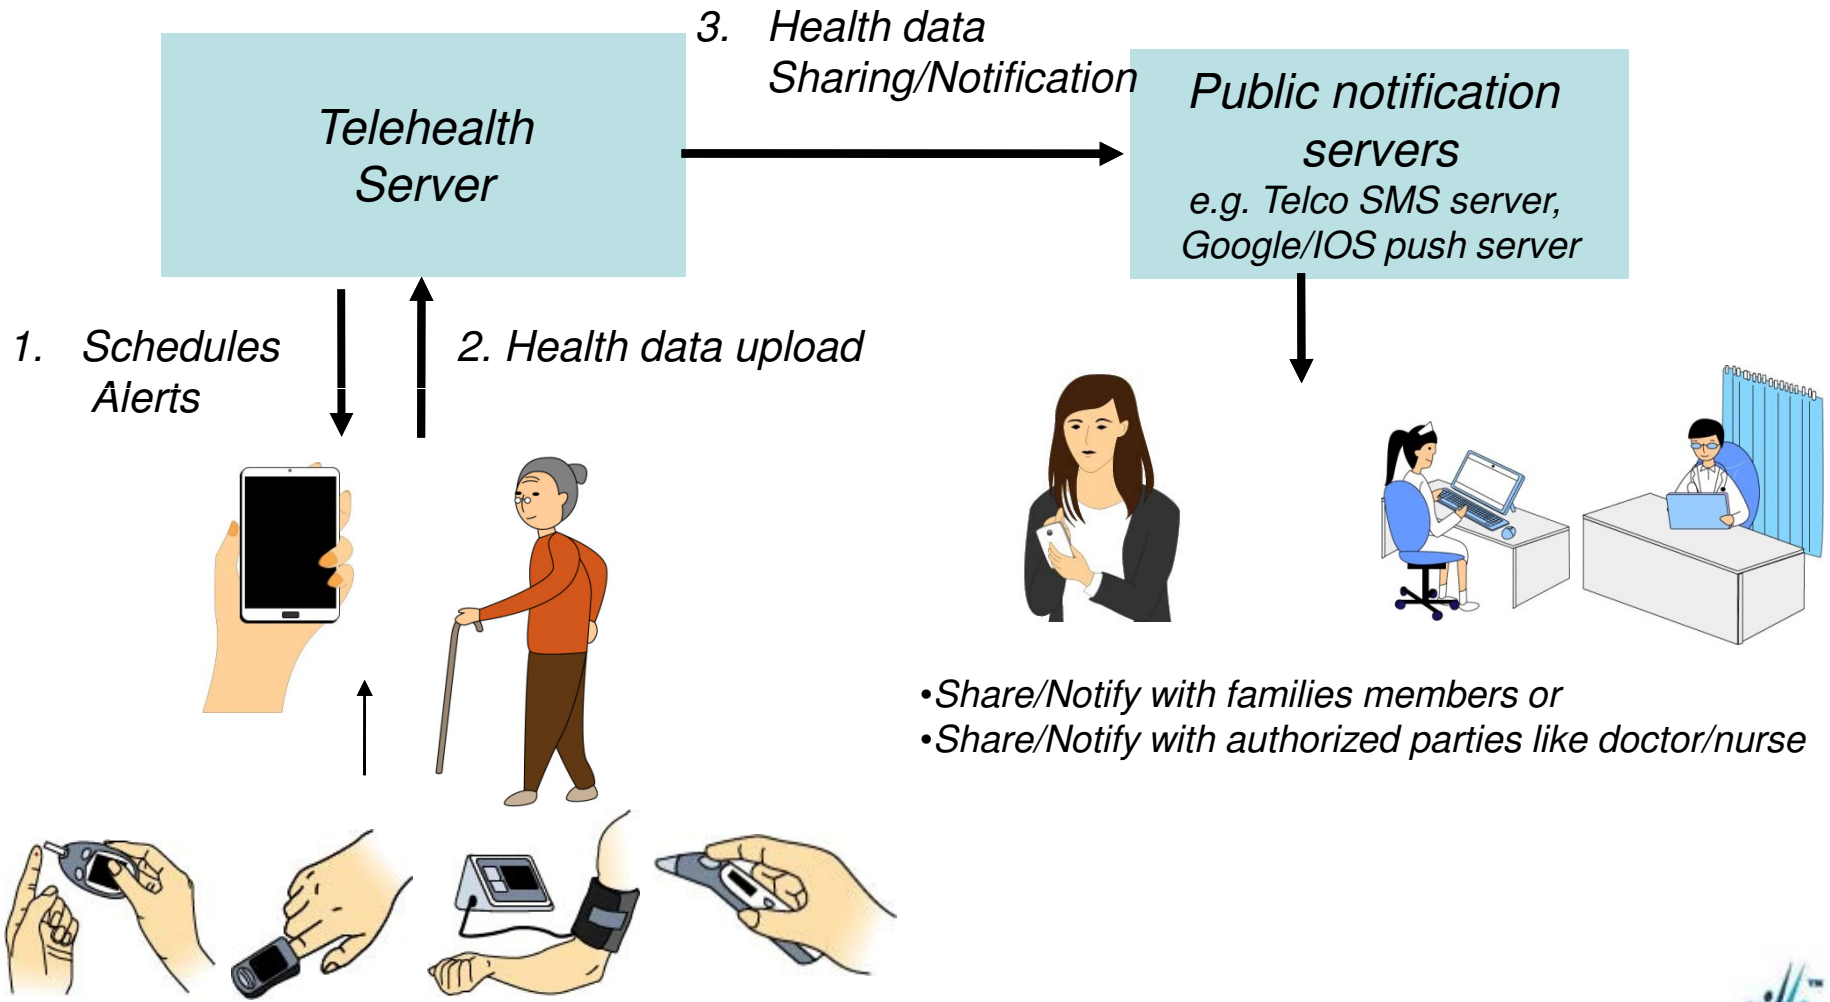 3. Health data
Sharing/Notification
Telehealth
Server
Public notification
servers
e.g. Telco SMS server,
Google/IOS push server
1. Schedules
Alerts
2. Health data upload
•Share/Notify with families members or
•Share/Notify with authorized parties like doctor/nurse
TM